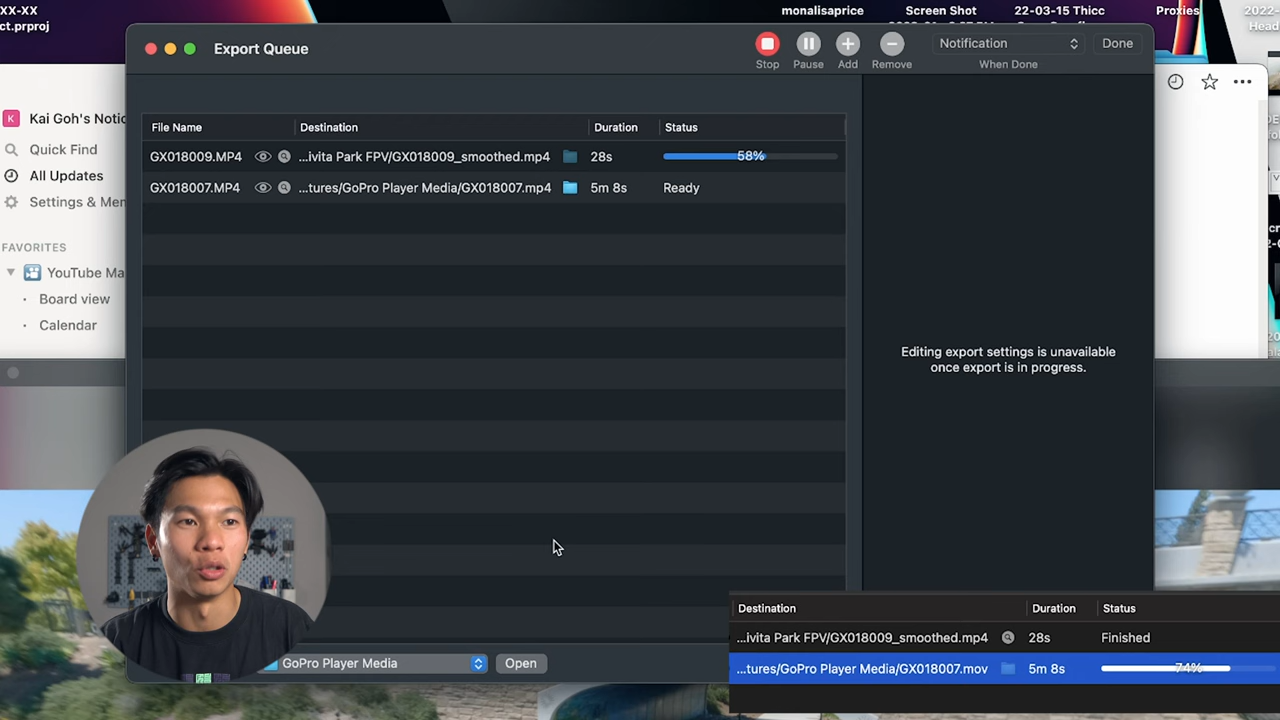 XX-XX
ct.prproj
monalisaprice
Screen Shot
22-03-15 Thicc
Proxies
2022-
Head
Export Queue
Stop
Pause
Add
Remove
Notification
When Done
Done
Kai Goh's Notic
Quick Find
All Updates
Settings & Mem
FAVORITES
YouTube Ma
Board view
Calendar
File Name
Destination
Duration
Status
GX018009.MP4
...ivita Park FPV/GX018009_smoothed.mp4
28s
58%
GX018007.MP4
...tures/GoPro Player Media/GX018007.mp4
5m 8s
Ready
Editing export settings is unavailable
once export is in progress.
GoPro Player Media
Open
Destination
Duration
Status
...ivita Park FPV/GX018009_smoothed.mp4
28s
Finished
...tures/GoPro Player Media/GX018007.mov
5m 8s
74%